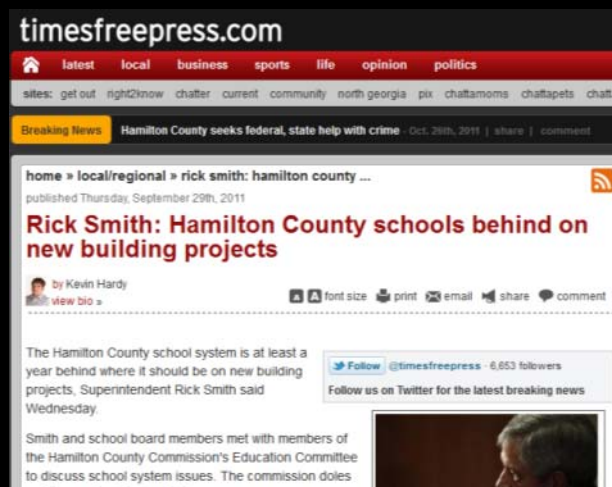 timesfreepress.com
latest local business sports life opinion politics
sites: get out right2know chatter current community north georgia pix chattamoms chattapets chatt
Breaking News Hamilton County seeks federal, state help with crime - Oct. 26th, 2011 | share | comment
home » local/regional » rick smith: hamilton county ...
published Thursday, September 29th, 2011
Rick Smith: Hamilton County schools behind on
new building projects
by Kevin Hardy
view bio »
a A font size print email share comment
The Hamilton County school system is at least a
year behind where it should be on new building
projects, Superintendent Rick Smith said
Wednesday.
Follow @timesfreepress · 6,653 followers
Follow us on Twitter for the latest breaking news
Smith and school board members met with members of
the Hamilton County Commission's Education Committee
to discuss school system issues. The commission doles